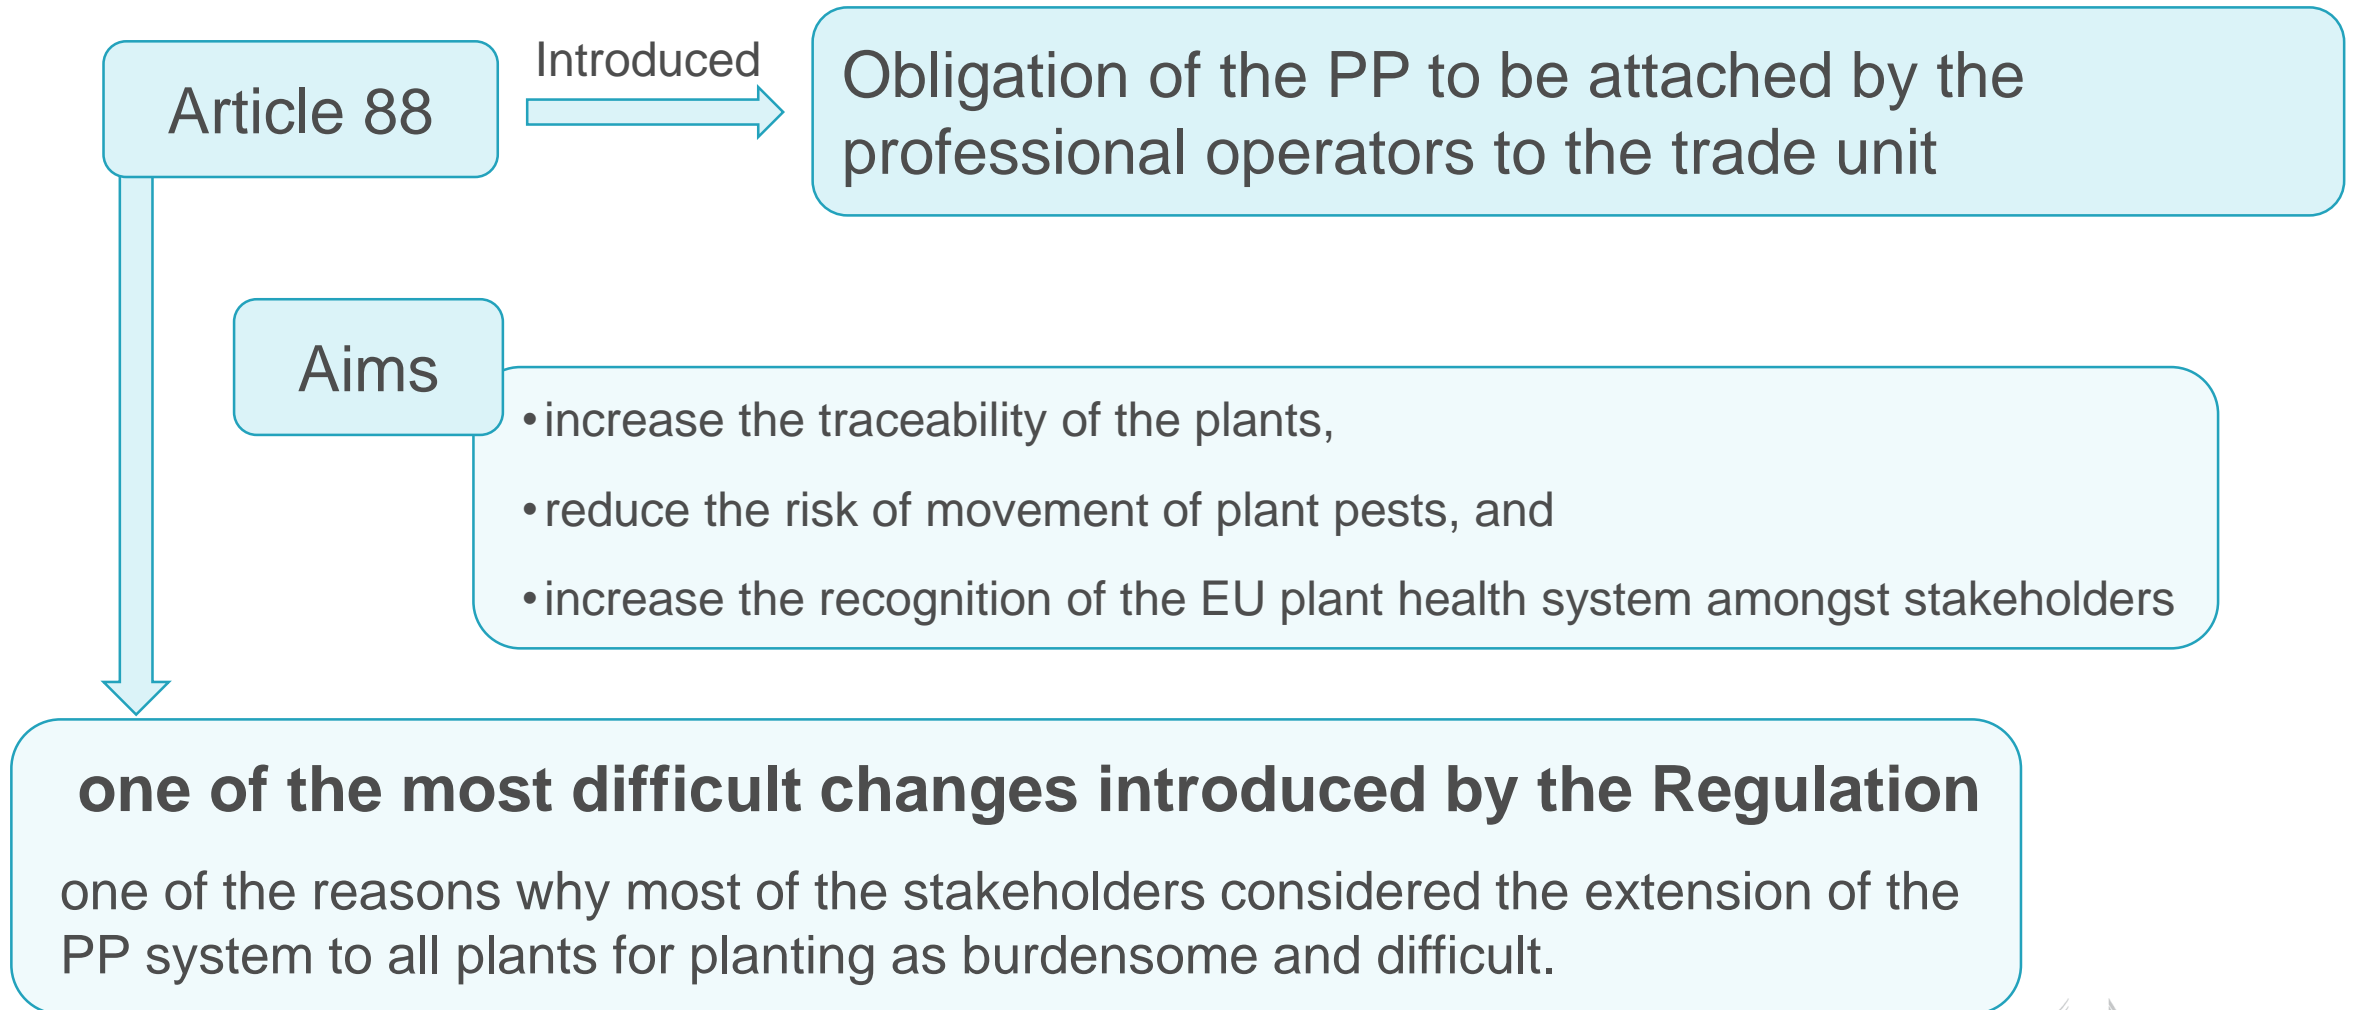 Article 88
Introduced
Obligation of the PP to be attached by the
professional operators to the trade unit
Aims
•increase the traceability of the plants,
•reduce the risk of movement of plant pests, and
•increase the recognition of the EU plant health system amongst stakeholders
one of the most difficult changes introduced by the Regulation
one of the reasons why most of the stakeholders considered the extension of the
PP system to all plants for planting as burdensome and difficult.